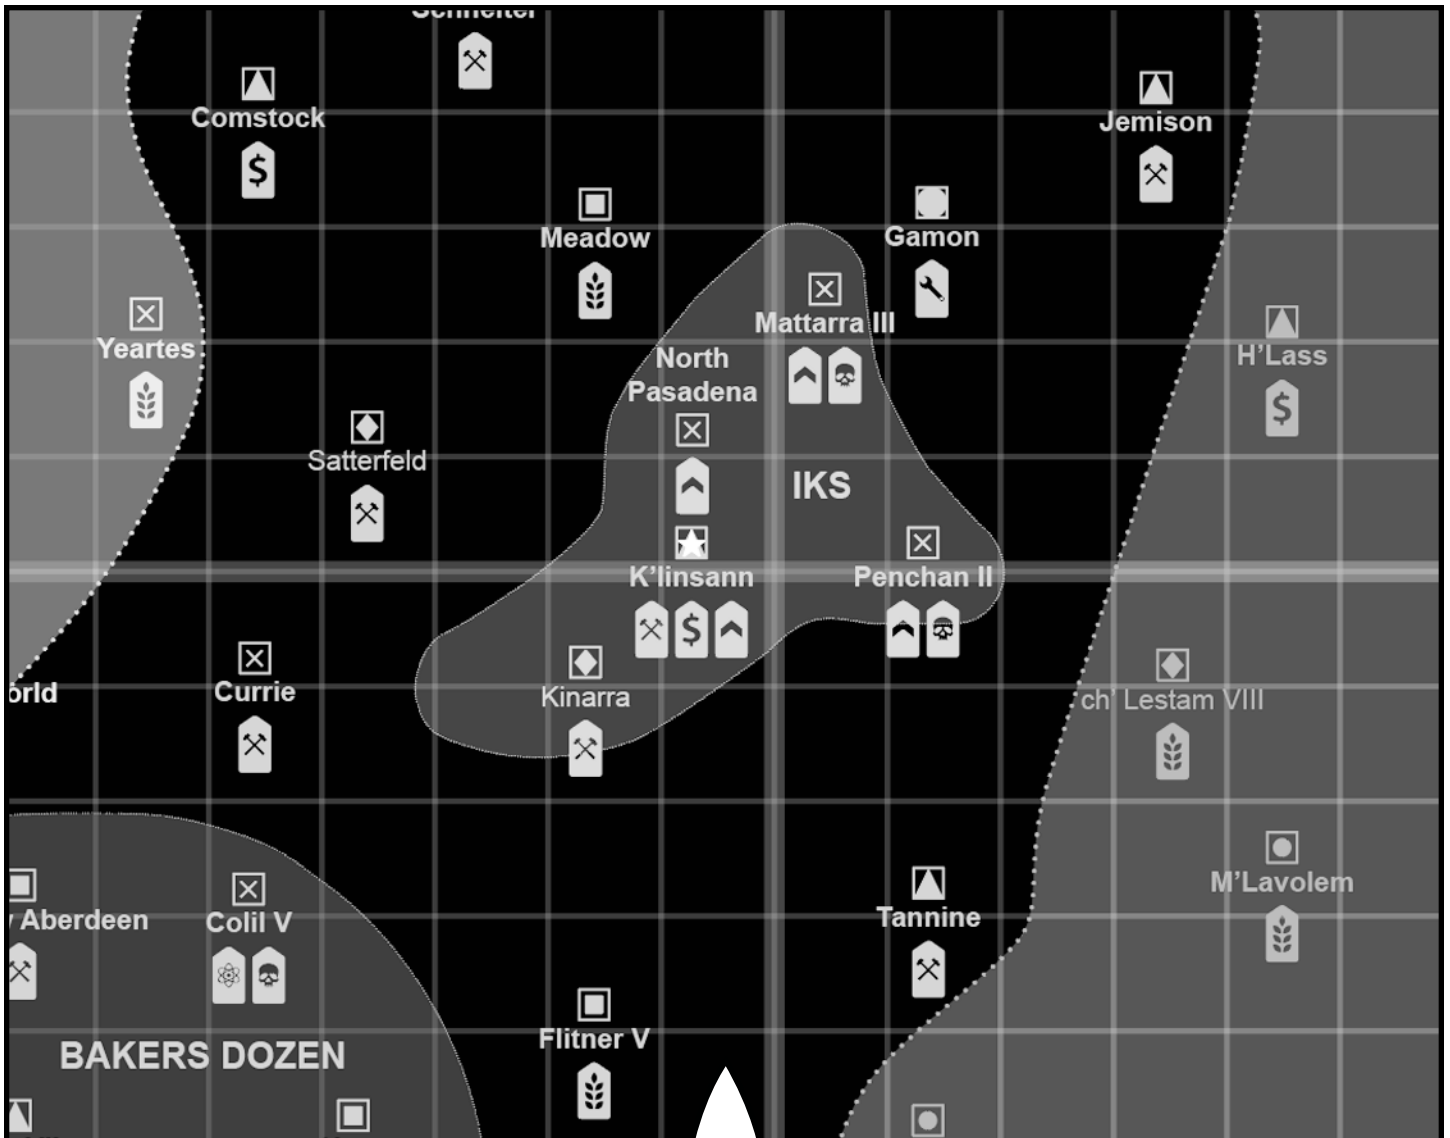 Comstock
$
Jemison
Meadow
Gamon
Mattarra III
Yeartes
North
Pasadena
H'Lass
$
Satterfeld
IKS
K'linsann
$
Penchan II
Currie
Kinarra
ch' Lestam VIII
M'Lavolem
Aberdeen
Colil V
Tannine
Flitner V
BAKERS DOZEN